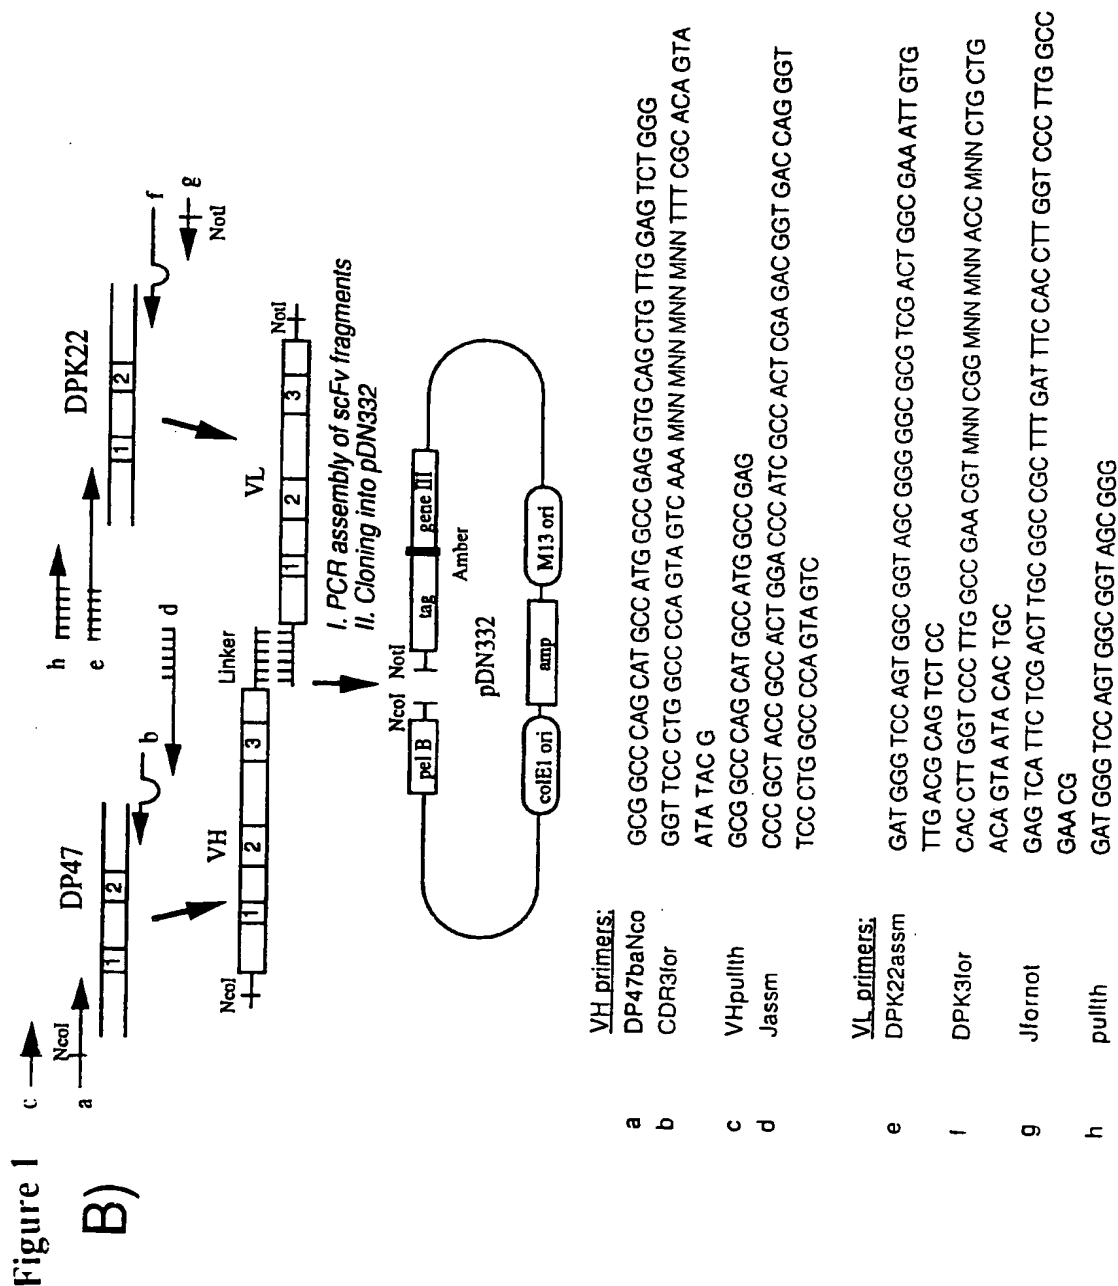 Figure 1
B)
c
NcoI
a
DP47
1
2
b
d
h
e
DPK22
1
2
f
g
NotI
VH
NcoI
1
2
3
Linker
VL
1
2
3
NotI
I. PCR assembly of scFv fragments
II. Cloning into pDN332
NcoI NotI
pel B
tag
gene III
Amber
pDN332
colE1 ori
amp
M13 ori
VH primers:
a DP47baNco GCG GCC CAG CAT GCC ATG GCC GAG GTG CAG CTG TTG GAG TCT GGG
b CDR3for GGT TCC CTG GCC CCA GTA GTC AAA MNN MNN MNN MNN TTT CGC ACA GTA
ATA TAC G
c VHpullth GCG GCC CAG CAT GCC ATG GCC GAG
d Jassm CCC GCT ACC GCC ACT GGA CCC ATC GCC ACT CGA GAC GGT GAC CAG GGT
TCC CTG GCC CCA GTA GTC
VL primers:
e DPK22assm GAT GGG TCC AGT GGC GGT AGC GGG GGC GCG TCG ACT GGC GAA ATT GTG
TTG ACG CAG TCT CC
f DPK3for CAC CTT GGT CCC TTG GCC GAA CGT MNN CGG MNN MNN ACC MNN CTG CTG
ACA GTA ATA CAC TGC
g Jfornot GAG TCA TTC TCG ACT TGC GGC CGC TTT GAT TTC CAC CTT GGT CCC TTG GCC
GAA CG
h pullth GAT GGG TCC AGT GGC GGT AGC GGG